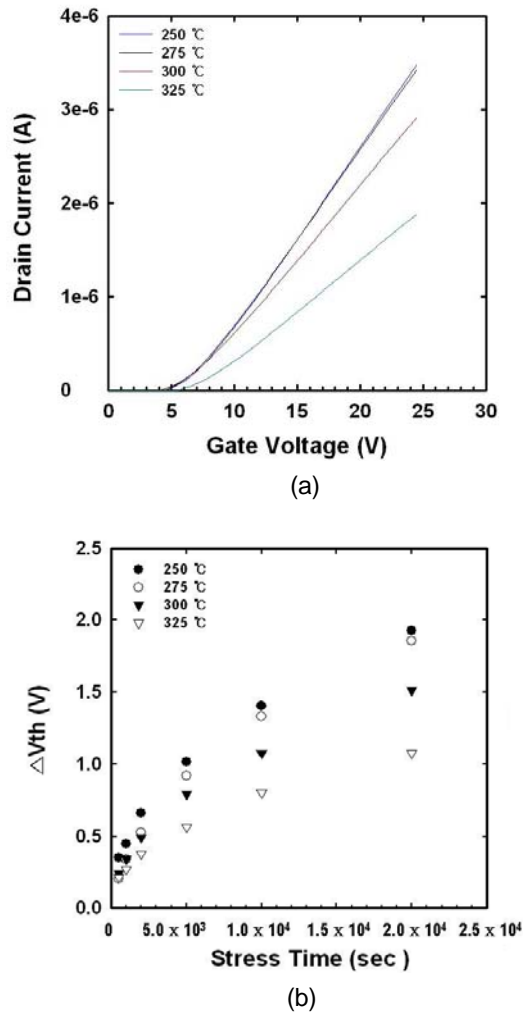 4e-6
3e-6
2e-6
1e-6
0
Drain Current (A)
250 ℃
275 ℃
300 ℃
325 ℃
0 5 10 15 20 25 30
Gate Voltage (V)
(a)
2.5
2.0
1.5
1.0
0.5
0.0
△Vth (V)
250 ℃
275 ℃
300 ℃
325 ℃
0 5.0 x 10³ 1.0 x 10⁴ 1.5 x 10⁴ 2.0 x 10⁴ 2.5 x 10⁴
Stress Time (sec )
(b)